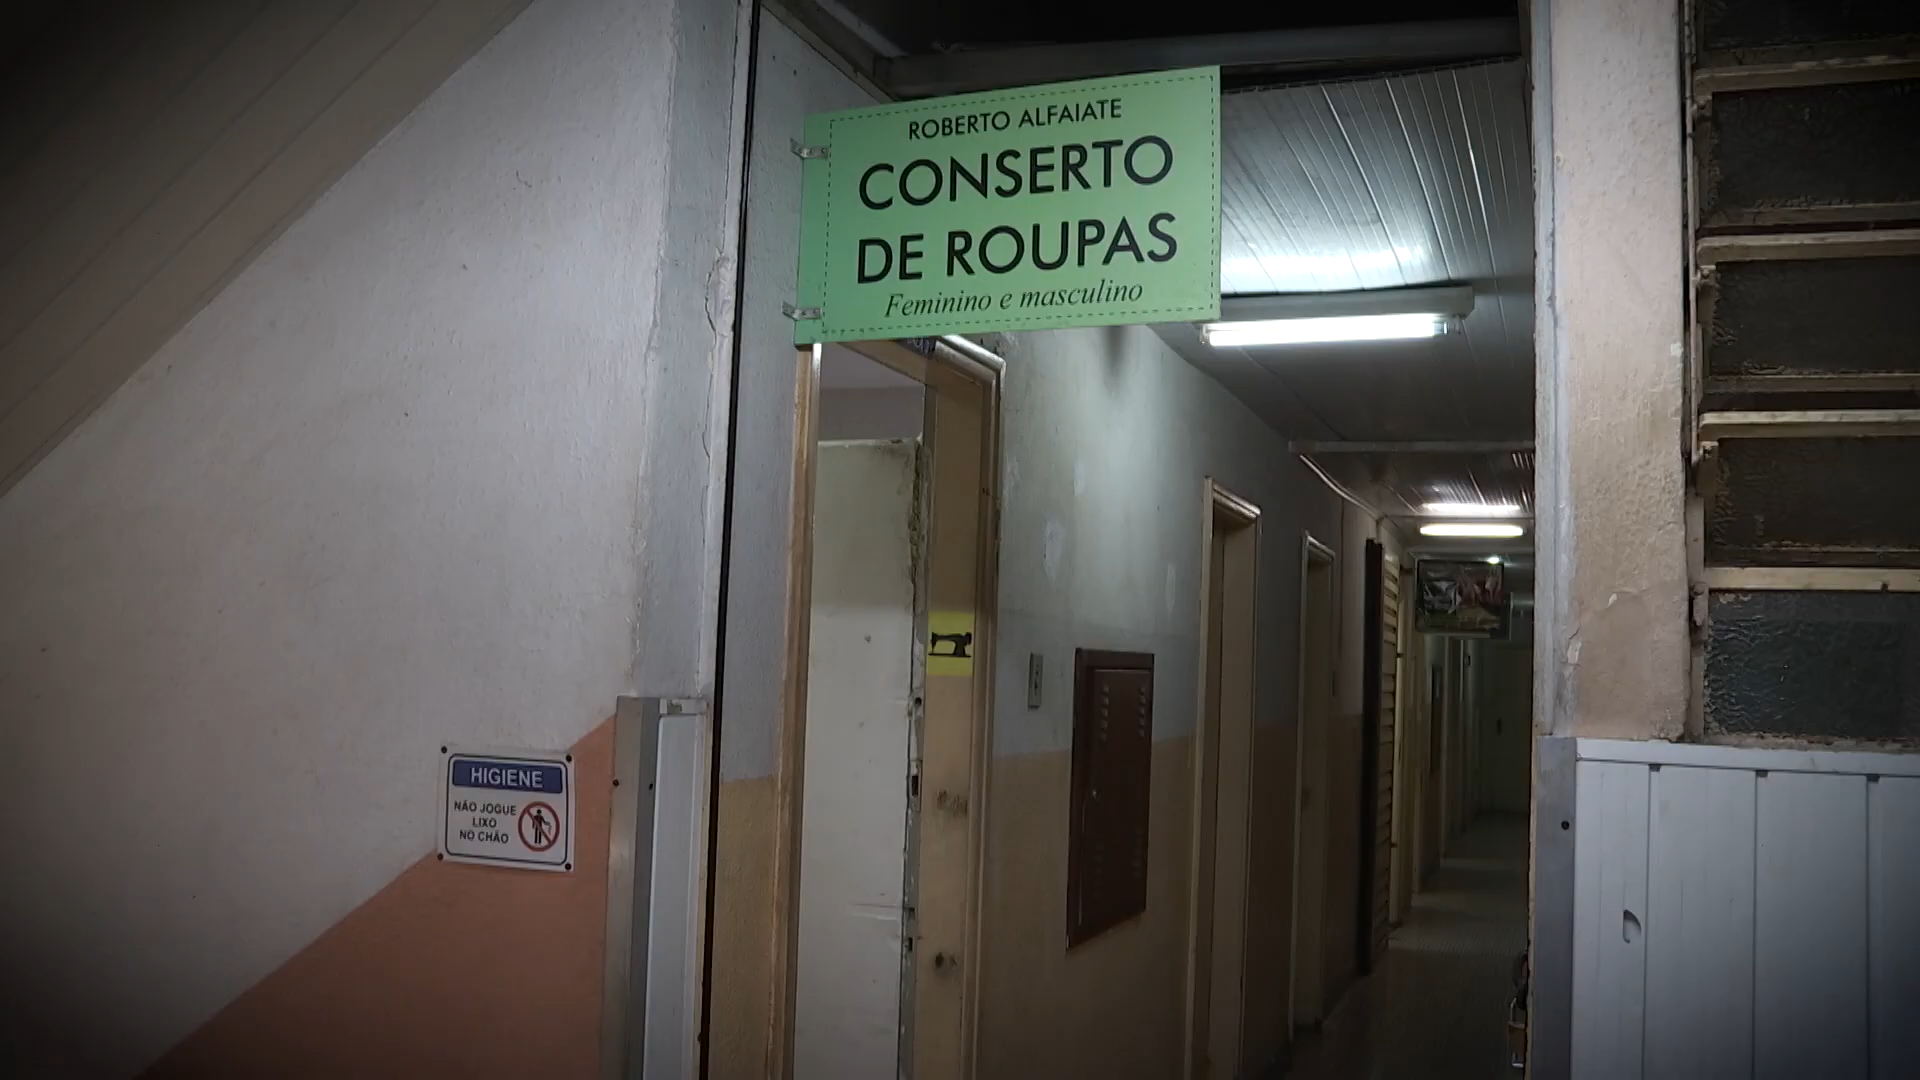 ROBERTO ALFAIATE
CONSERTO
DE ROUPAS
Feminino e masculino
HIGIENE
NÃO JOGUE
LIXO
NO CHÃO